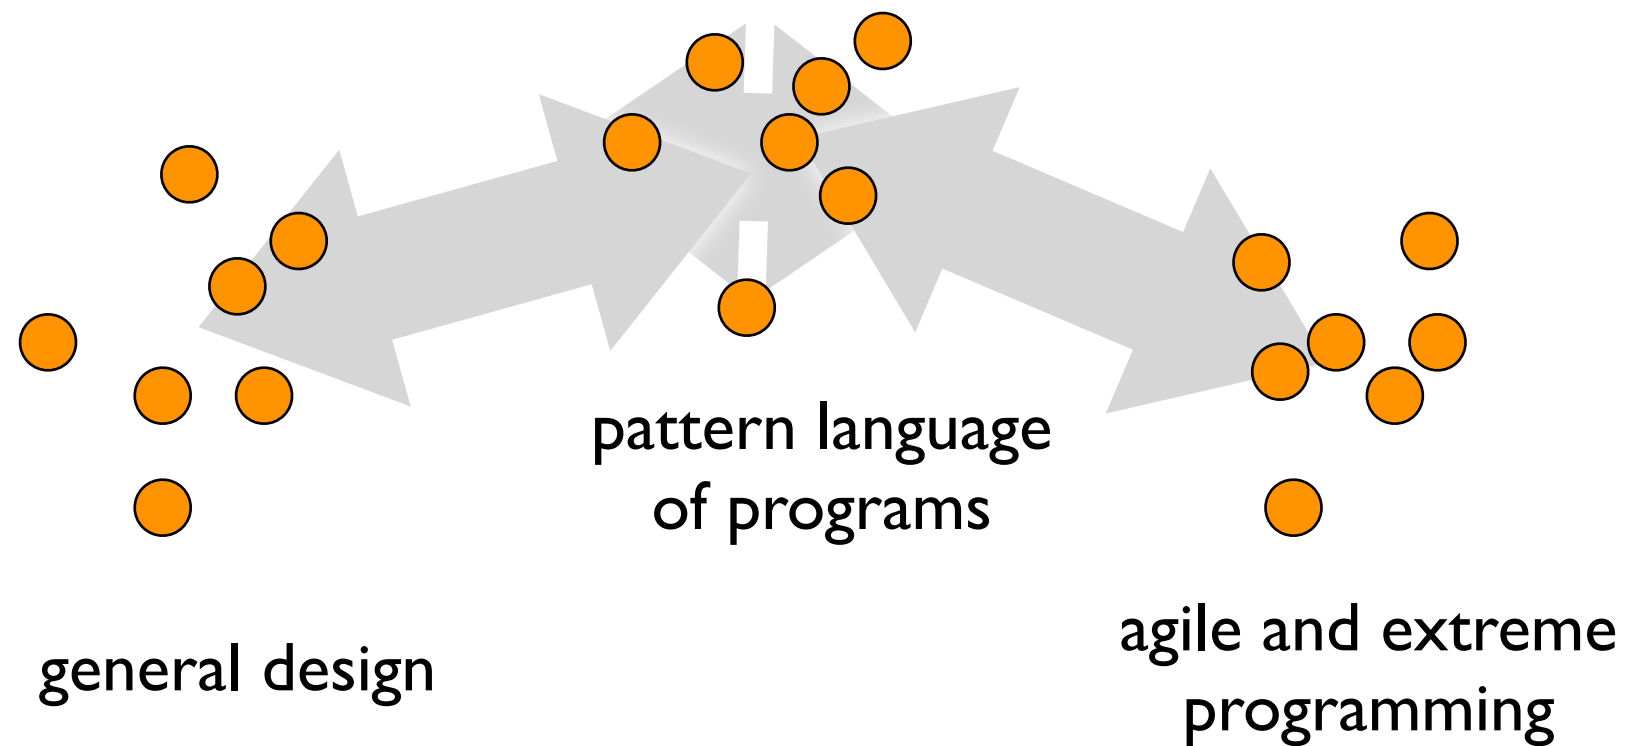 pattern language
of programs
general design
agile and extreme
programming